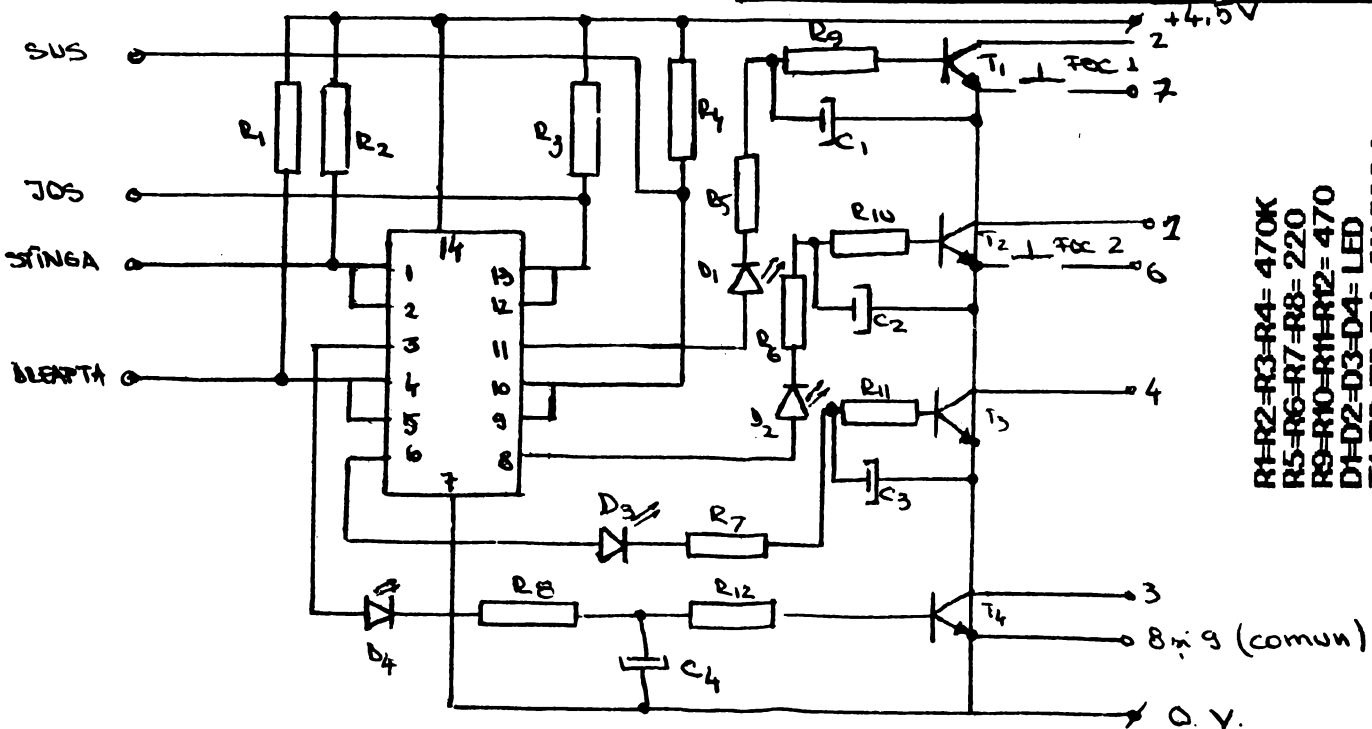 +4,5V
SUS
R9
2
T1
FOC 1
7
R1
R2
R3
R4
C1
JOS
R5
R10
1
T2
FOC 2
6
STINGA
14
1
13
D1
2
12
C2
3
11
R6
DREAPTA
4
10
R11
4
5
9
D2
T3
6
8
7
C3
D3
R7
R8
R12
3
T4
8 și 9 (comun)
D4
C4
0.V.
R1=R2=R3=R4= 470K
R5=R6=R7=R8= 220
R9=R10=R11=R12= 470
D1=D2=D3=D4= LED